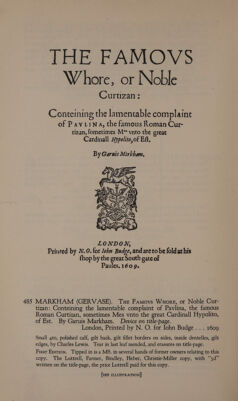 THE FAMOVS
Whore, or Noble
Curtizan:
Conteining the lamentable complaint
of PAVLINA, the famous Roman Cur-
tizan, sometimes Mes vnto the great
Cardinall Hypolito, of Est.
By Garuis Markham.
LONDON,
Printed by N. O. for Iohn Budge, and are to be sold at his
shop by the great South gate of
Paules. 1609.
485 MARKHAM (GERVASE). THE FAMOVS WHORE, or Noble Cur-
tizan: Conteining the lamentable complaint of Pavlina, the famous
Roman Curtizan, sometimes Mes vnto the great Cardinall Hypolito,
of Est. By Garuis Markham. Device on title-page.
London, Printed by N. O. for Iohn Budge . . . 1609
Small 4to, polished calf, gilt back, gilt fillet borders on sides, inside dentelles, gilt
edges, by Charles Lewis. Tear in last leaf mended, and erasures on title-page.
FIRST EDITION. Tipped in is a MS. in several hands of former owners relating to this
copy. The Luttrell, Farmer, Bindley, Heber, Christie-Miller copy, with "3d"
written on the title-page, the price Luttrell paid for this copy.
[SEE ILLUSTRATION]